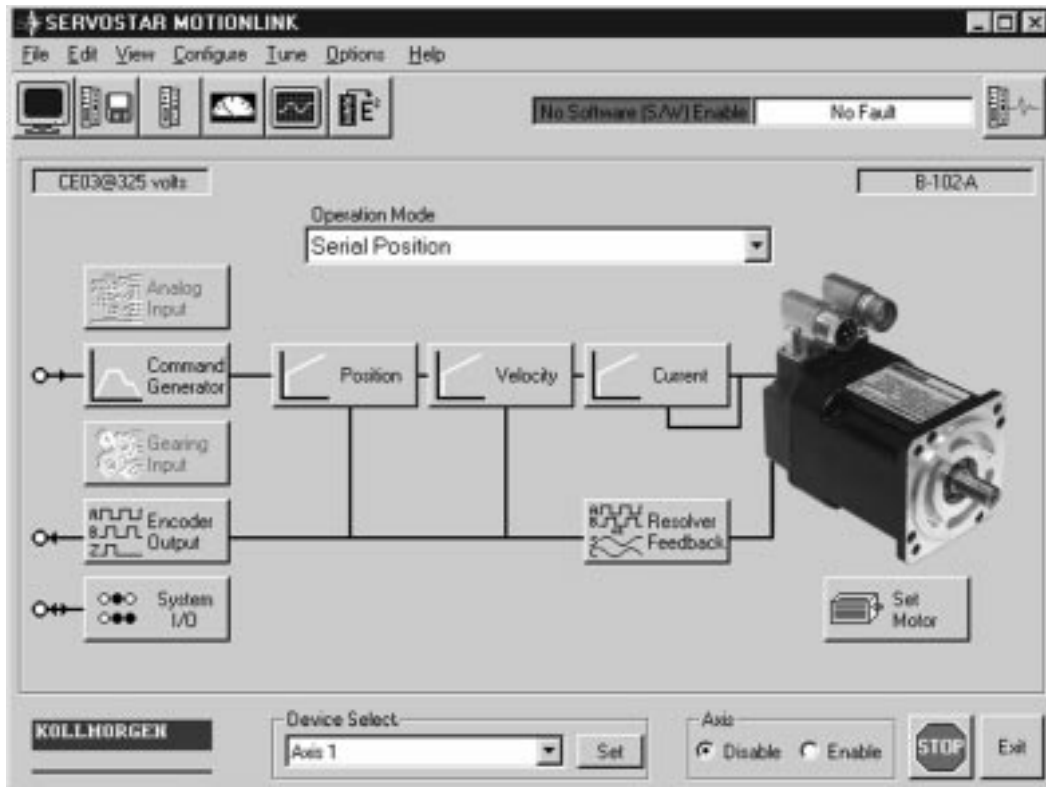 SERVOSTAR MOTIONLINK
File Edit View Configure Tune Options Help
E²
No Software (S/W) Enable
No Fault
CE03@325 volts
B-102-A
Operation Mode
Serial Position
Analog
Input
Command
Generator
Position
Velocity
Current
Gearing
Input
A
B
Z
Encoder
Output
Resolver
Feedback
System
I/O
Set
Motor
KOLLMORGEN
Device Select
Axis 1
Set
Axis
Disable
Enable
STOP
Exit